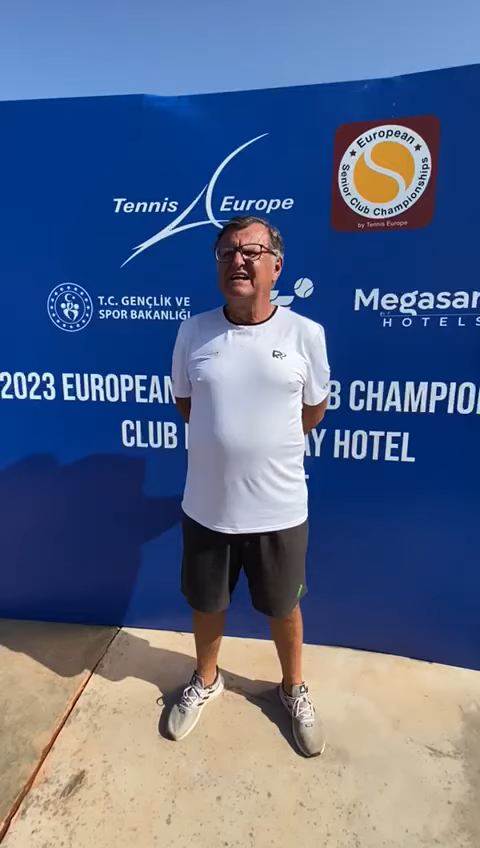 Tennis Europe
European
Senior Club Championships
by Tennis Europe
T.C. GENÇLİK VE
SPOR BAKANLIĞI
Megasar
HOTELS
2023 EUROPEAN B CHAMPIO
CLUB AY HOTEL